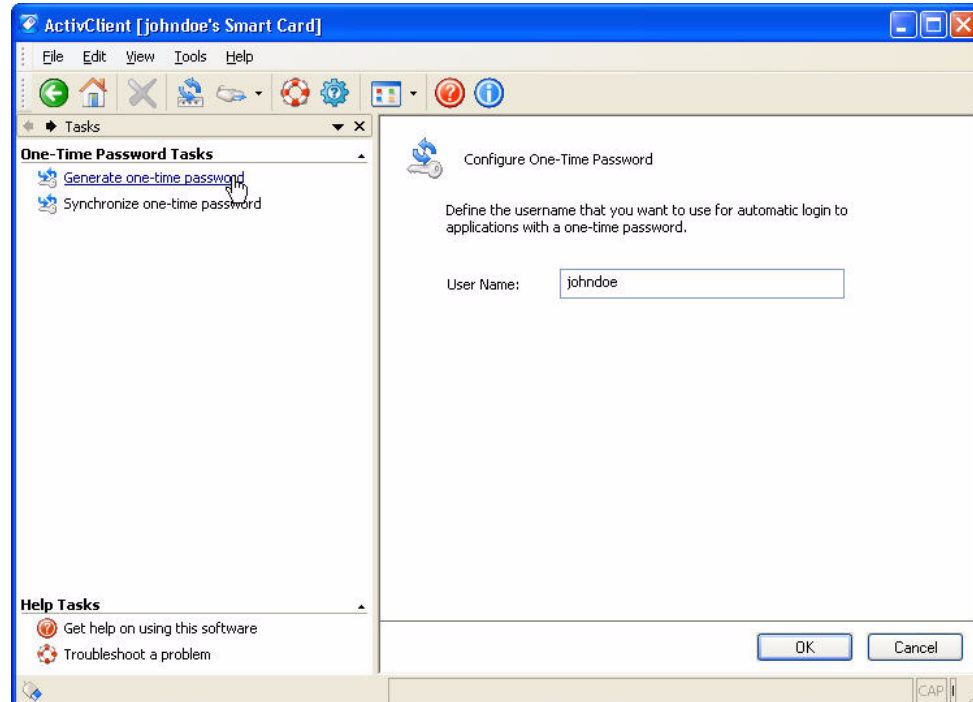 ActivClient [johndoe's Smart Card]
File Edit View Tools Help
Tasks
One-Time Password Tasks
Generate one-time password
Synchronize one-time password
Configure One-Time Password
Define the username that you want to use for automatic login to
applications with a one-time password.
User Name: johndoe
Help Tasks
Get help on using this software
Troubleshoot a problem
OK Cancel
CAP